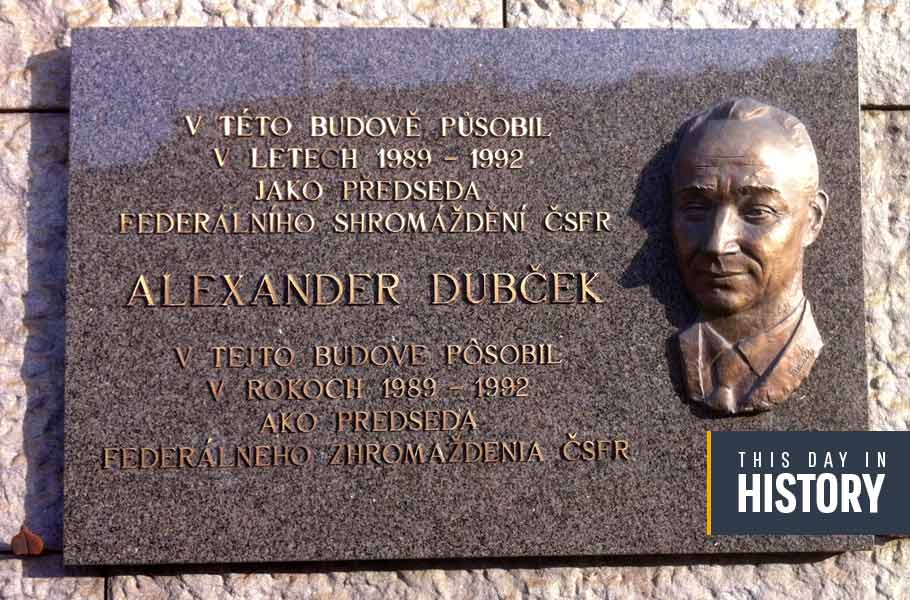 V TÉTO BUDOVĚ PŮSOBIL
V LETECH 1989 – 1992
JAKO PŘEDSEDA
FEDERÁLNÍHO SHROMÁŽDĚNÍ ČSFR
ALEXANDER DUBČEK
V TEJTO BUDOVE PÔSOBIL
V ROKOCH 1989 – 1992
AKO PREDSEDA
FEDERÁLNEHO ZHROMAŽDENIA ČSFR
THIS DAY IN
HISTORY